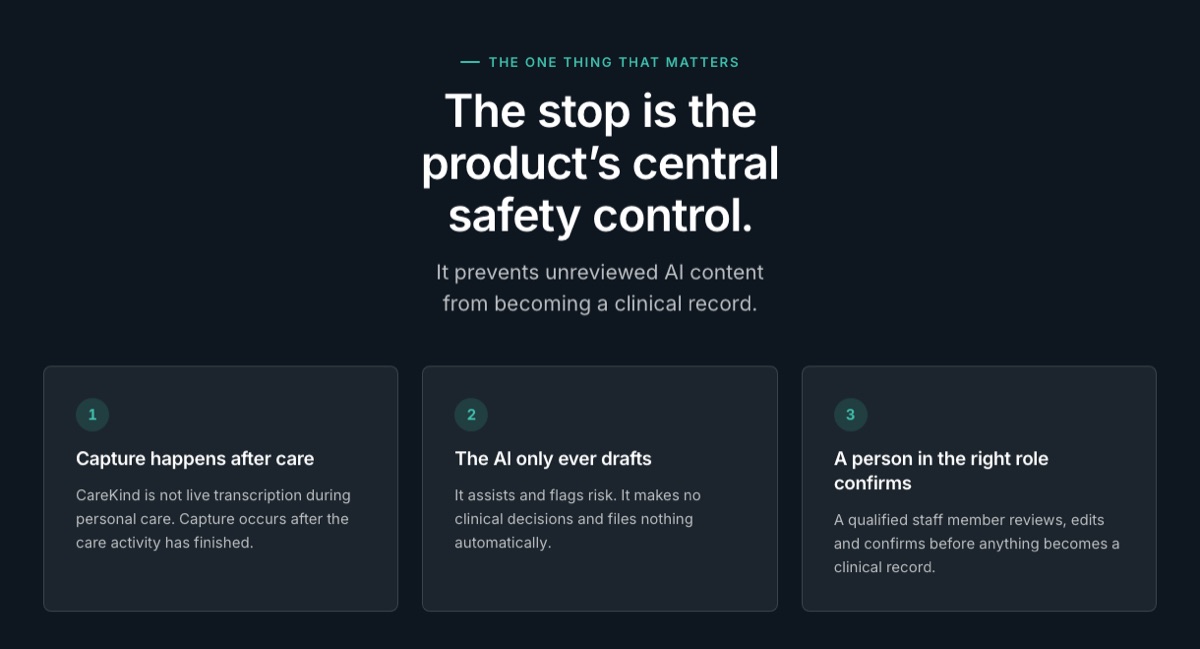 THE ONE THING THAT MATTERS
The stop is the
product’s central
safety control.
It prevents unreviewed AI content
from becoming a clinical record.
1
Capture happens after care
CareKind is not live transcription during
personal care. Capture occurs after the
care activity has finished.
2
The AI only ever drafts
It assists and flags risk. It makes no
clinical decisions and files nothing
automatically.
3
A person in the right role
confirms
A qualified staff member reviews, edits
and confirms before anything becomes a
clinical record.